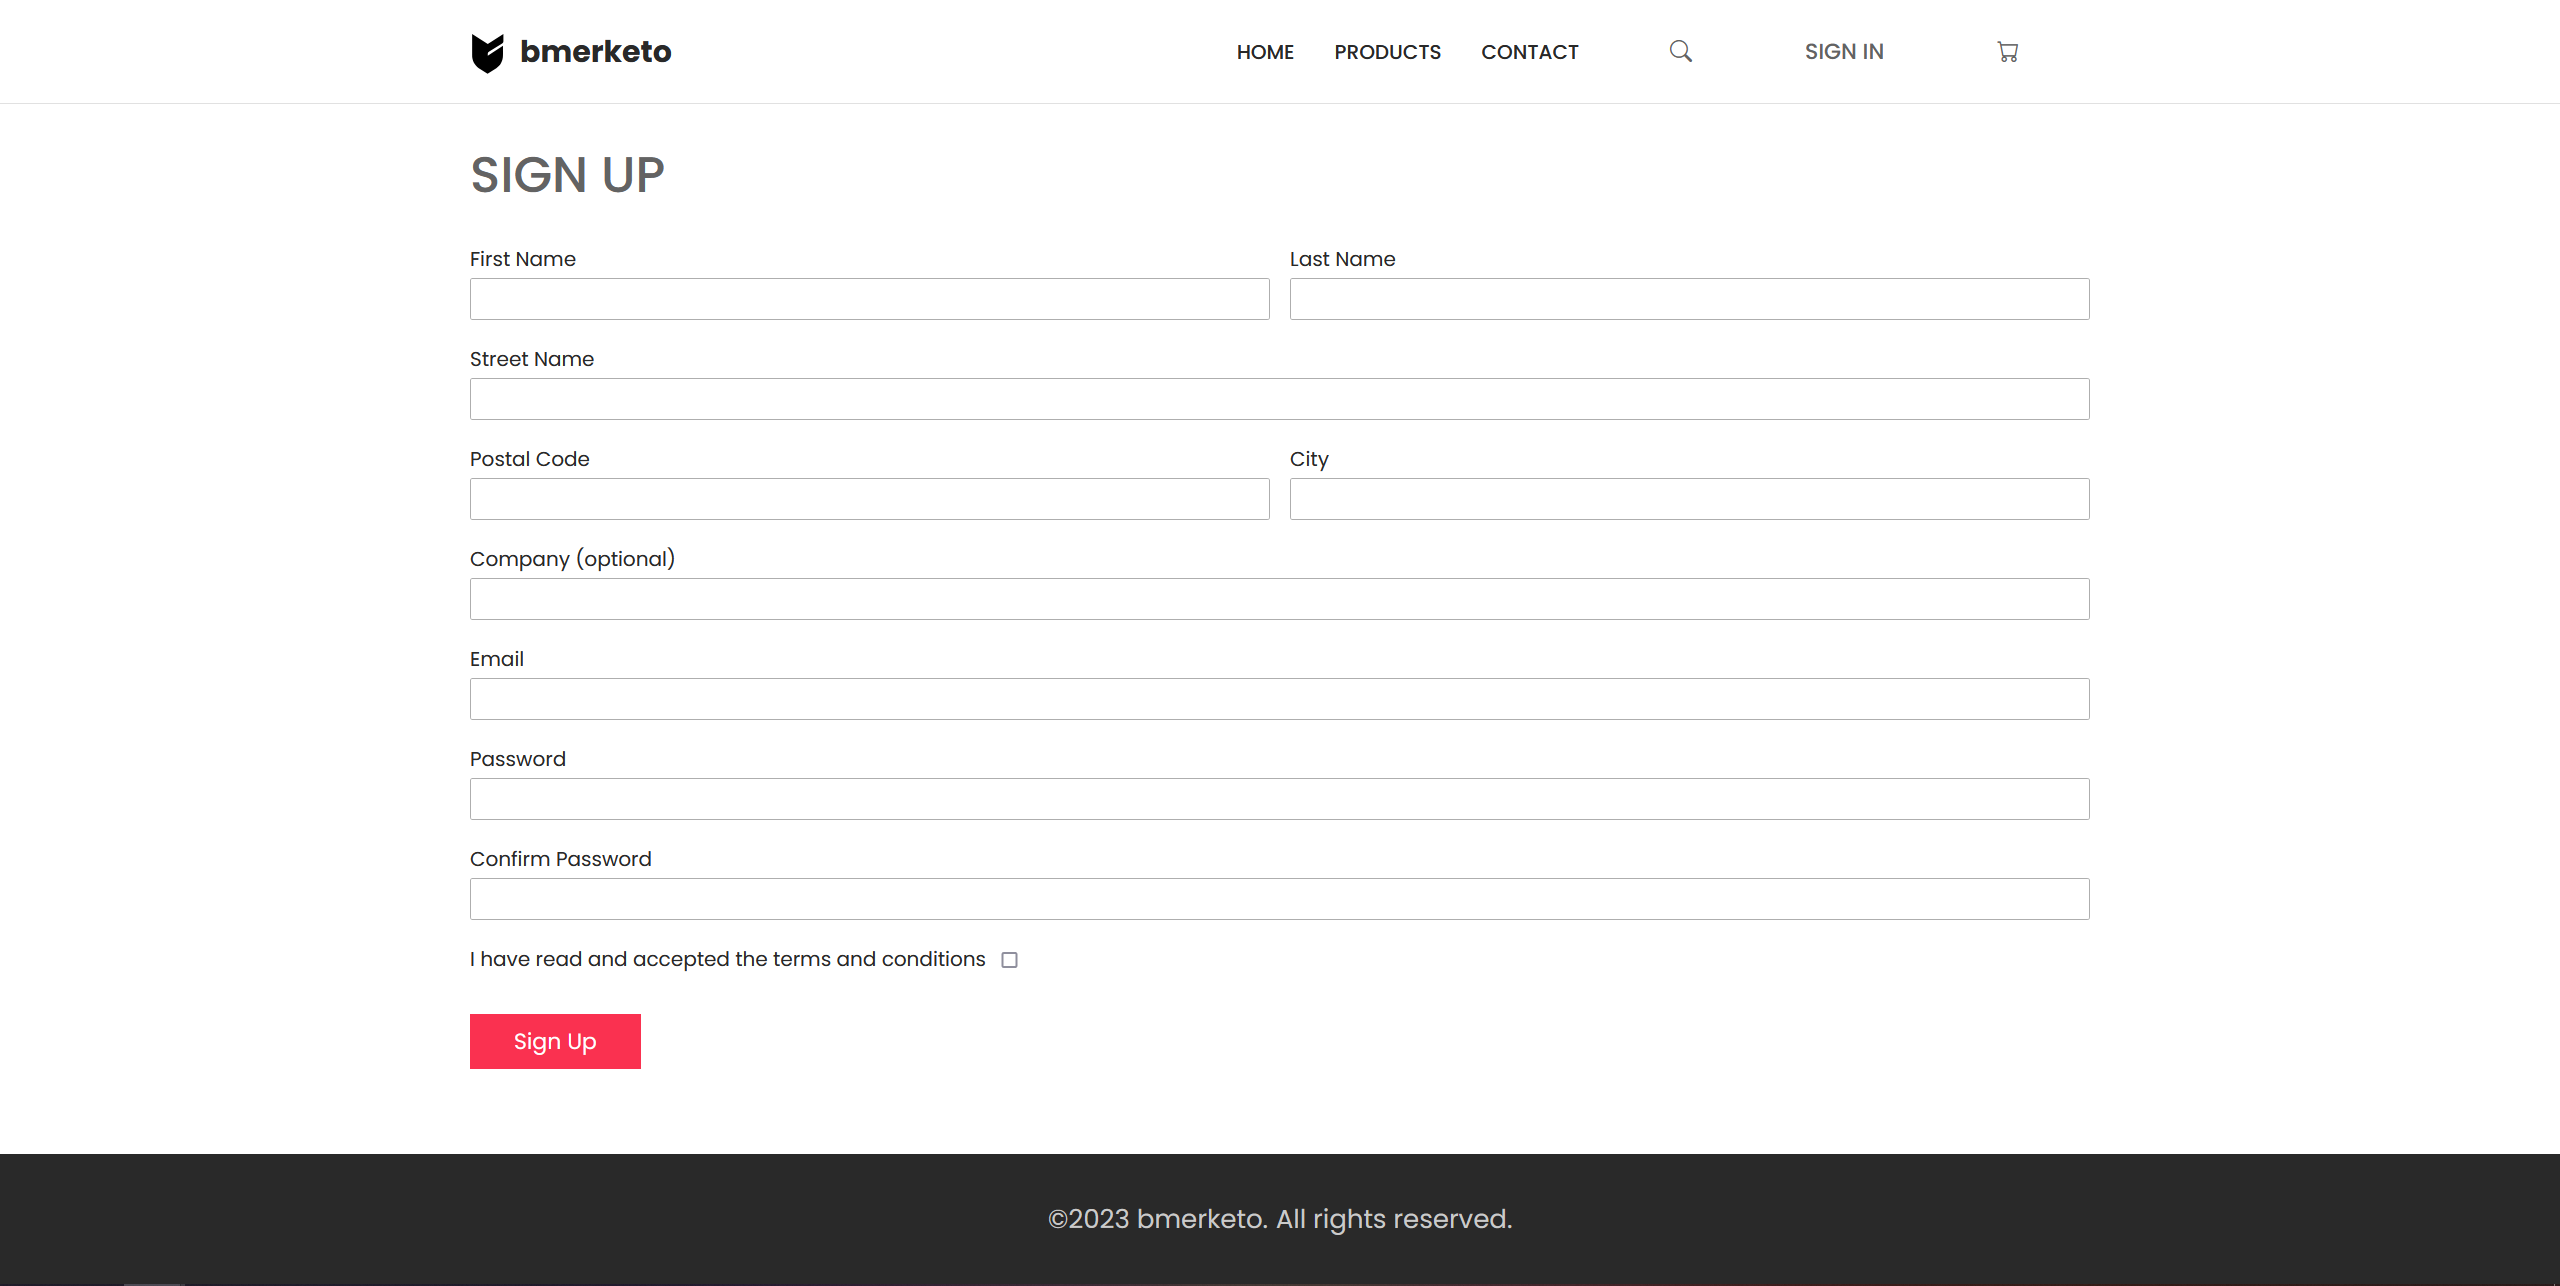 bmerketo
HOME PRODUCTS CONTACT SIGN IN
SIGN UP
First Name Last Name
Street Name
Postal Code City
Company (optional)
Email
Password
Confirm Password
I have read and accepted the terms and conditions
Sign Up
©2023 bmerketo. All rights reserved.